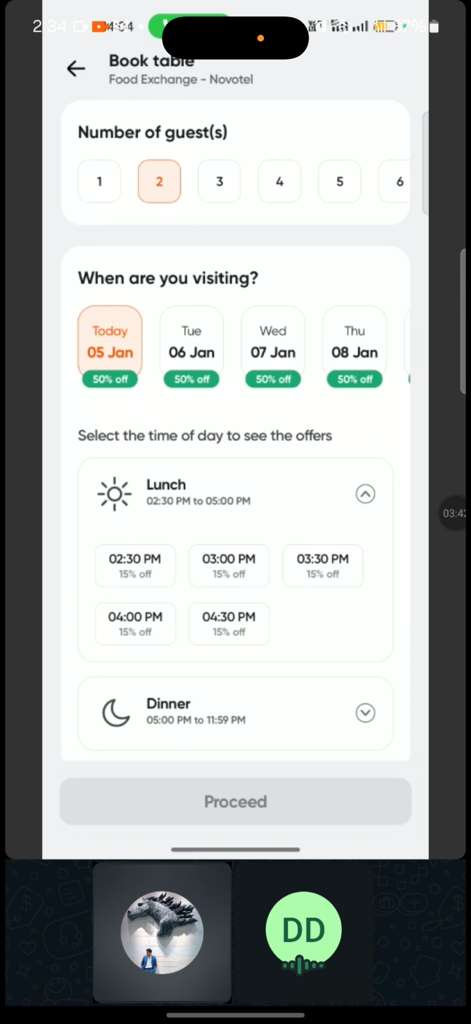 2:34
4:04
Book table
Food Exchange - Novotel
Number of guest(s)
1 2 3 4 5 6
When are you visiting?
Today Tue Wed Thu
05 Jan 06 Jan 07 Jan 08 Jan
50% off 50% off 50% off 50% off
Select the time of day to see the offers
Lunch
02:30 PM to 05:00 PM
02:30 PM 03:00 PM 03:30 PM
15% off 15% off 15% off
04:00 PM 04:30 PM
15% off 15% off
Dinner
05:00 PM to 11:59 PM
Proceed
DD